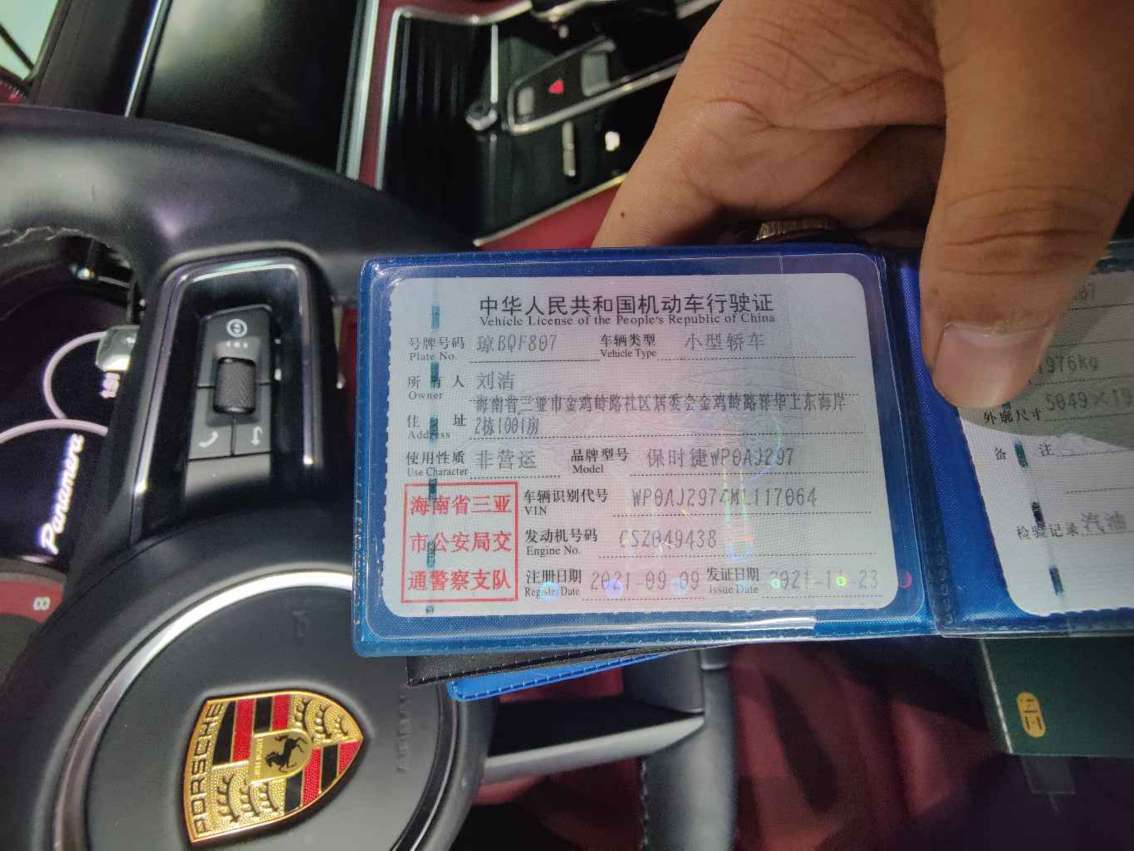 中华人民共和国机动车行驶证
Vehicle License of the People's Republic of China
号牌号码 琼BQF807 车辆类型 小型轿车
Plate No. Vehicle Type
所有人 刘洁
Owner
住址 海南省三亚市金鸡岭路社区居委会金鸡岭路祥华上东海岸
Address 2栋1001房
使用性质 非营运 品牌型号 保时捷WP0AJ297
Use Character Model
海南省三亚
市公安局交
通警察支队
车辆识别代号 WP0AJ2974ML117064
VIN
发动机号码 CSZ049438
Engine No.
注册日期 2021-09-09 发证日期 2021-11-23
Register Date Issue Date
976kg
外廓尺寸 5049×19
备注
检验记录 汽油
Panamera
PORSCHE
AIRBAG